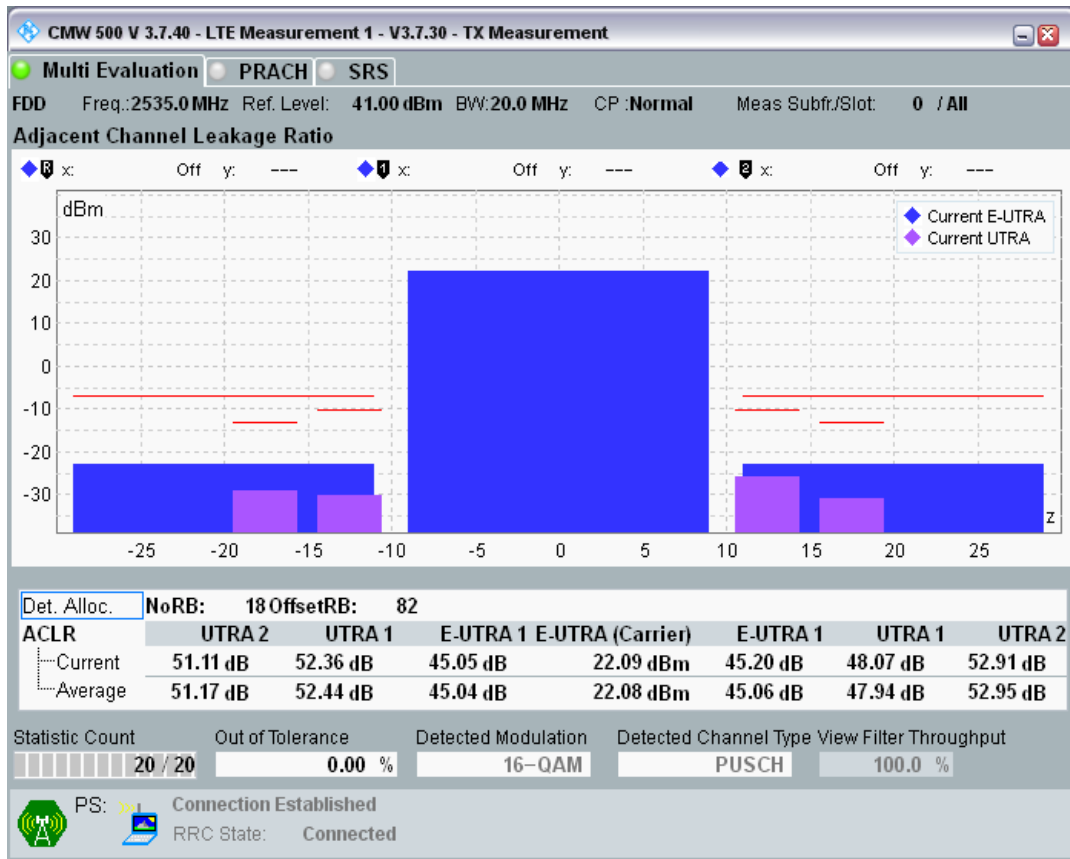 CMW 500 V 3.7.40 - LTE Measurement 1 - V3.7.30 - TX Measurement
Multi Evaluation PRACH SRS
FDD Freq.:2535.0 MHz Ref. Level: 41.00 dBm BW:20.0 MHz CP :Normal Meas Subfr./Slot: 0 / All
Adjacent Channel Leakage Ratio
R x: Off y: --- 1 x: Off y: --- 2 x: Off y: ---
dBm
Current E-UTRA
Current UTRA
30
20
10
0
-10
-20
-30
z
-25 -20 -15 -10 -5 0 5 10 15 20 25
Det. Alloc. NoRB: 18 OffsetRB: 82
ACLR UTRA 2 UTRA 1 E-UTRA 1 E-UTRA (Carrier) E-UTRA 1 UTRA 1 UTRA 2
Current 51.11 dB 52.36 dB 45.05 dB 22.09 dBm 45.20 dB 48.07 dB 52.91 dB
Average 51.17 dB 52.44 dB 45.04 dB 22.08 dBm 45.06 dB 47.94 dB 52.95 dB
Statistic Count Out of Tolerance Detected Modulation Detected Channel Type View Filter Throughput
20 / 20 0.00 % 16-QAM PUSCH 100.0 %
PS: Connection Established
RRC State: Connected